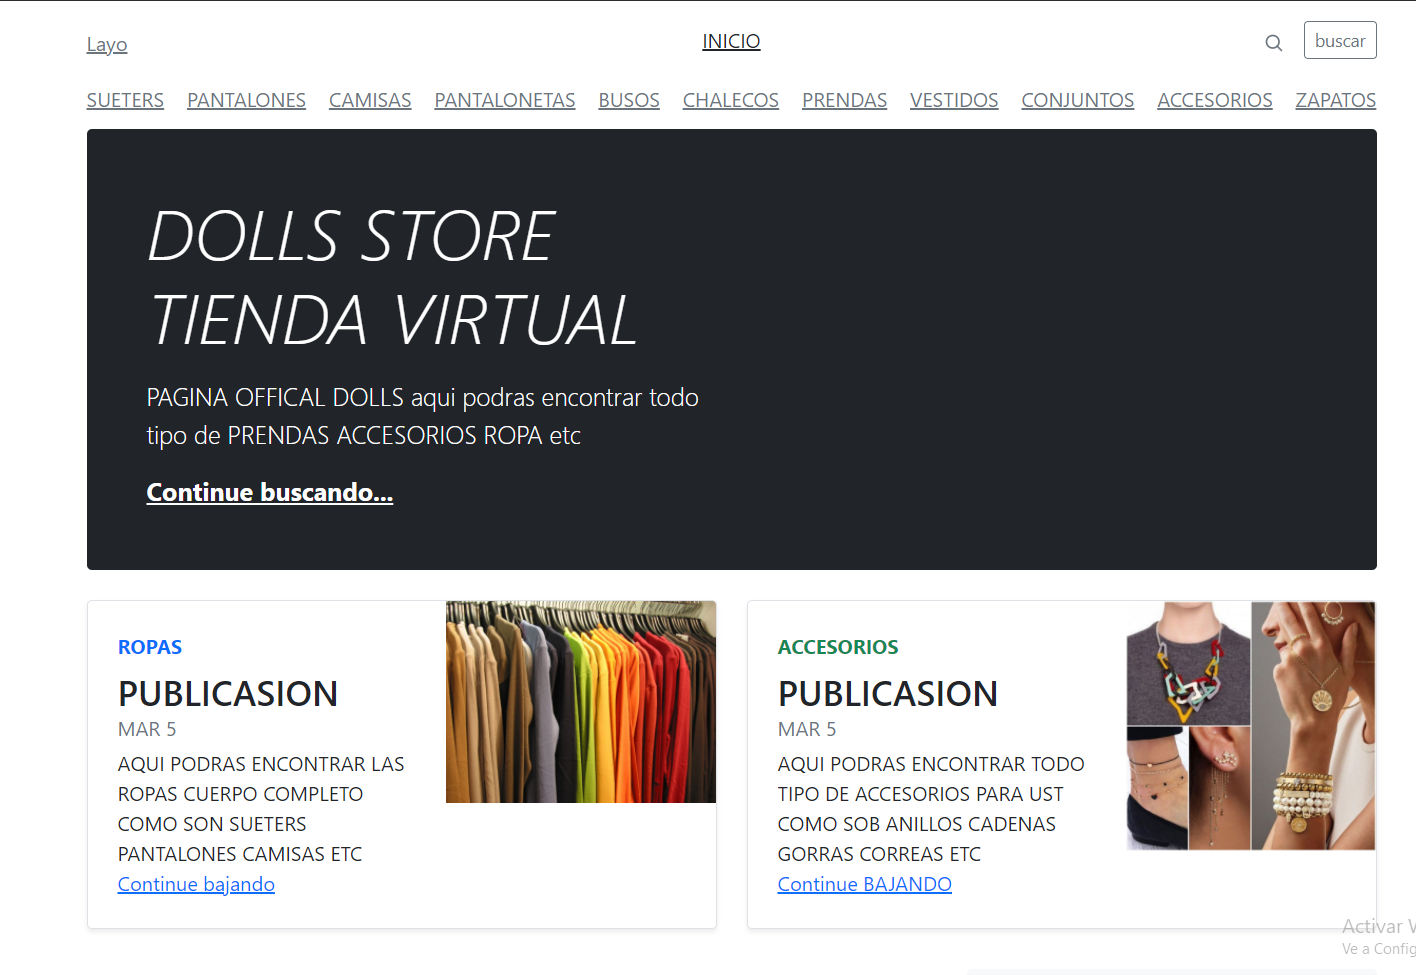 Layo
INICIO
buscar
SUETERS PANTALONES CAMISAS PANTALONETAS BUSOS CHALECOS PRENDAS VESTIDOS CONJUNTOS ACCESORIOS ZAPATOS
DOLLS STORE
TIENDA VIRTUAL
PAGINA OFFICAL DOLLS aqui podras encontrar todo
tipo de PRENDAS ACCESORIOS ROPA etc
Continue buscando...
ROPAS
PUBLICASION
MAR 5
AQUI PODRAS ENCONTRAR LAS
ROPAS CUERPO COMPLETO
COMO SON SUETERS
PANTALONES CAMISAS ETC
Continue bajando
ACCESORIOS
PUBLICASION
MAR 5
AQUI PODRAS ENCONTRAR TODO
TIPO DE ACCESORIOS PARA UST
COMO SOB ANILLOS CADENAS
GORRAS CORREAS ETC
Continue BAJANDO
Activar
Ve a Config